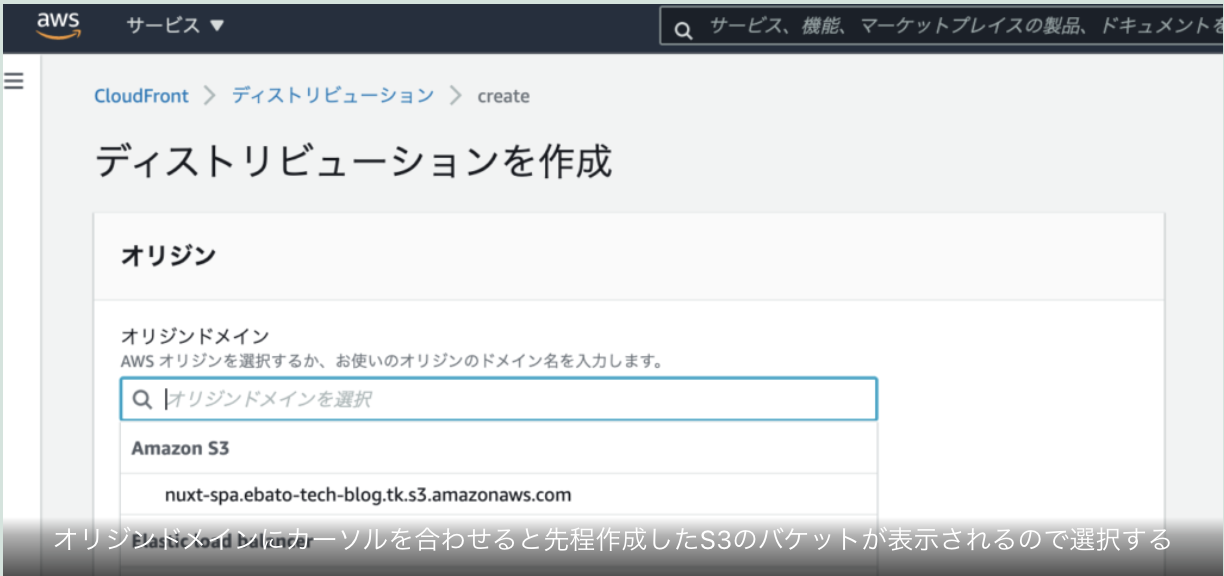 aws サービス ▼ サービス、機能、マーケットプレイスの製品、ドキュメントを
CloudFront > ディストリビューション > create
ディストリビューションを作成
オリジン
オリジンドメイン
AWS オリジンを選択するか、お使いのオリジンのドメイン名を入力します。
オリジンドメインを選択
Amazon S3
nuxt-spa.ebato-tech-blog.tk.s3.amazonaws.com
Elastic load balancer
オリジンドメインにカーソルを合わせると先程作成したS3のバケットが表示されるので選択する